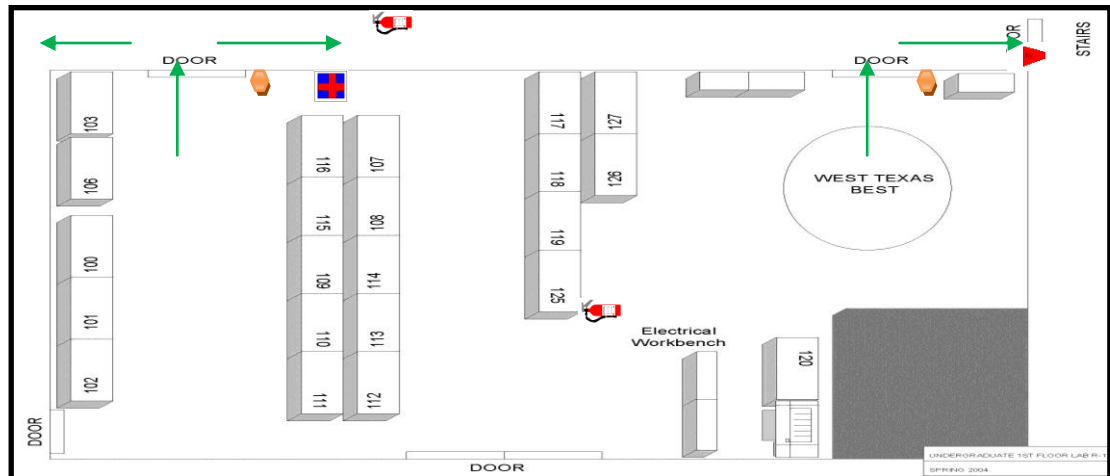 DOOR
DOOR
STAIRS
103
106
100
101
102
116
115
109
110
111
107
108
114
113
112
117
118
119
125
127
126
WEST TEXAS
BEST
Electrical
Workbench
120
DOOR
DOOR
UNDERGRADUATE 1ST FLOOR LAB R-1
SPRING 2004